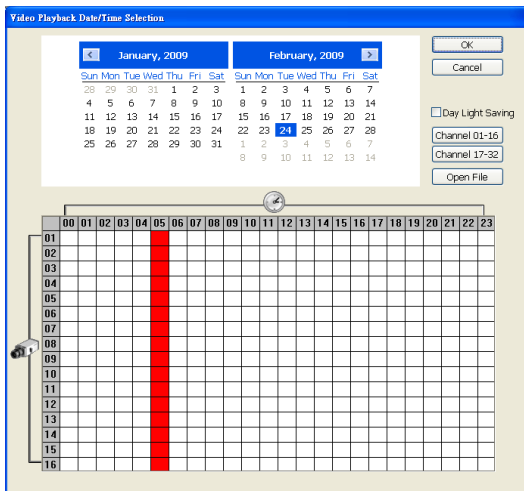 Video Playback Date/Time Selection
January, 2009
Sun Mon Tue Wed Thu Fri Sat
28 29 30 31 1 2 3
4 5 6 7 8 9 10
11 12 13 14 15 16 17
18 19 20 21 22 23 24
25 26 27 28 29 30 31
February, 2009
Sun Mon Tue Wed Thu Fri Sat
1 2 3 4 5 6 7
8 9 10 11 12 13 14
15 16 17 18 19 20 21
22 23 24 25 26 27 28
1 2 3 4 5 6 7
8 9 10 11 12 13 14
OK
Cancel
Day Light Saving
Channel 01-16
Channel 17-32
Open File
00 01 02 03 04 05 06 07 08 09 10 11 12 13 14 15 16 17 18 19 20 21 22 23
01
02
03
04
05
06
07
08
09
10
11
12
13
14
15
16